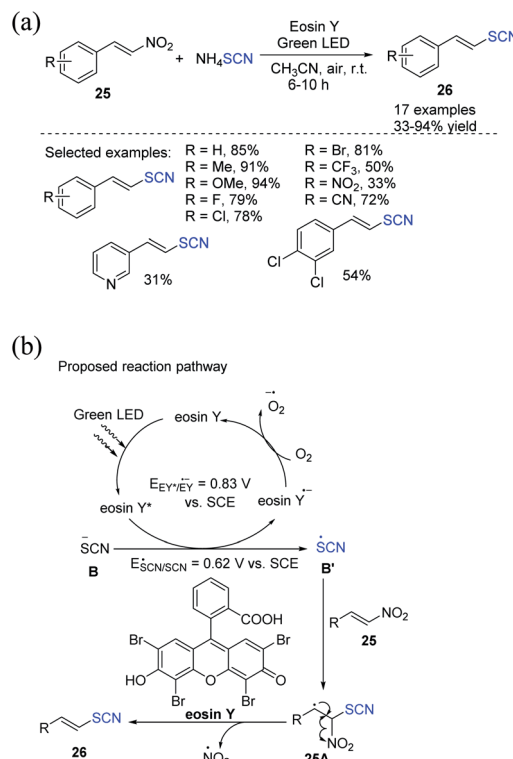 (a)
R
NO₂
25
+
NH₄SCN
Eosin Y
Green LED
CH₃CN, air, r.t.
6-10 h
R
SCN
26
17 examples
33-94% yield
Selected examples:
R
SCN
R = H, 85%
R = Me, 91%
R = OMe, 94%
R = F, 79%
R = Cl, 78%
R = Br, 81%
R = CF₃, 50%
R = NO₂, 33%
R = CN, 72%
N
SCN
31%
Cl
Cl
SCN
54%
(b)
Proposed reaction pathway
Green LED
eosin Y
O₂
O₂
E EY*/EY = 0.83 V
vs. SCE
eosin Y*
eosin Y
SCN
B
E SCN/SCN = 0.62 V vs. SCE
SCN
B'
COOH
Br
Br
HO
O
O
Br
Br
eosin Y
R
NO₂
25
R
SCN
26
NO₂
R
SCN
NO₂
25A